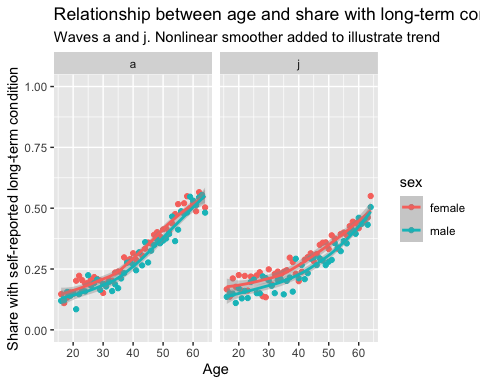 Relationship between age and share with long-term co
Waves a and j. Nonlinear smoother added to illustrate trend
a
j
1.00
0.75
0.50
0.25
0.00
Share with self-reported long-term condition
20
30
40
50
60
20
30
40
50
60
Age
sex
female
male